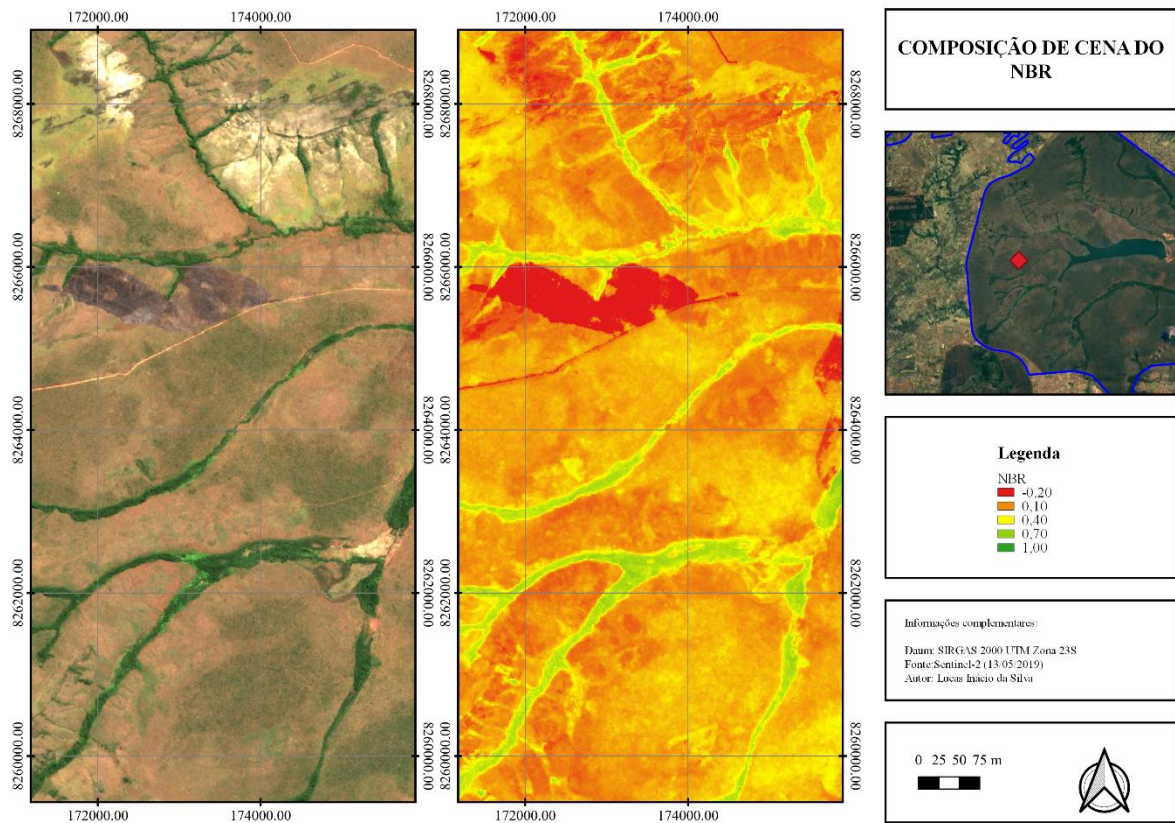 172000.00 174000.00
172000.00 174000.00
8268000.00
8268000.00
8268000.00
8266000.00
8266000.00
8266000.00
8264000.00
8264000.00
8264000.00
8262000.00
8262000.00
8262000.00
8260000.00
8260000.00
8260000.00
172000.00 174000.00
172000.00 174000.00
COMPOSIÇÃO DE CENA DO
NBR
Legenda
NBR
-0,20
0,10
0,40
0,70
1,00
Informações complementares:
Daum: SIRGAS 2000 UTM Zona 23S
Fonte:Sentinel-2 (13/05/2019)
Autor: Lucas Inácio da Silva
0 25 50 75 m